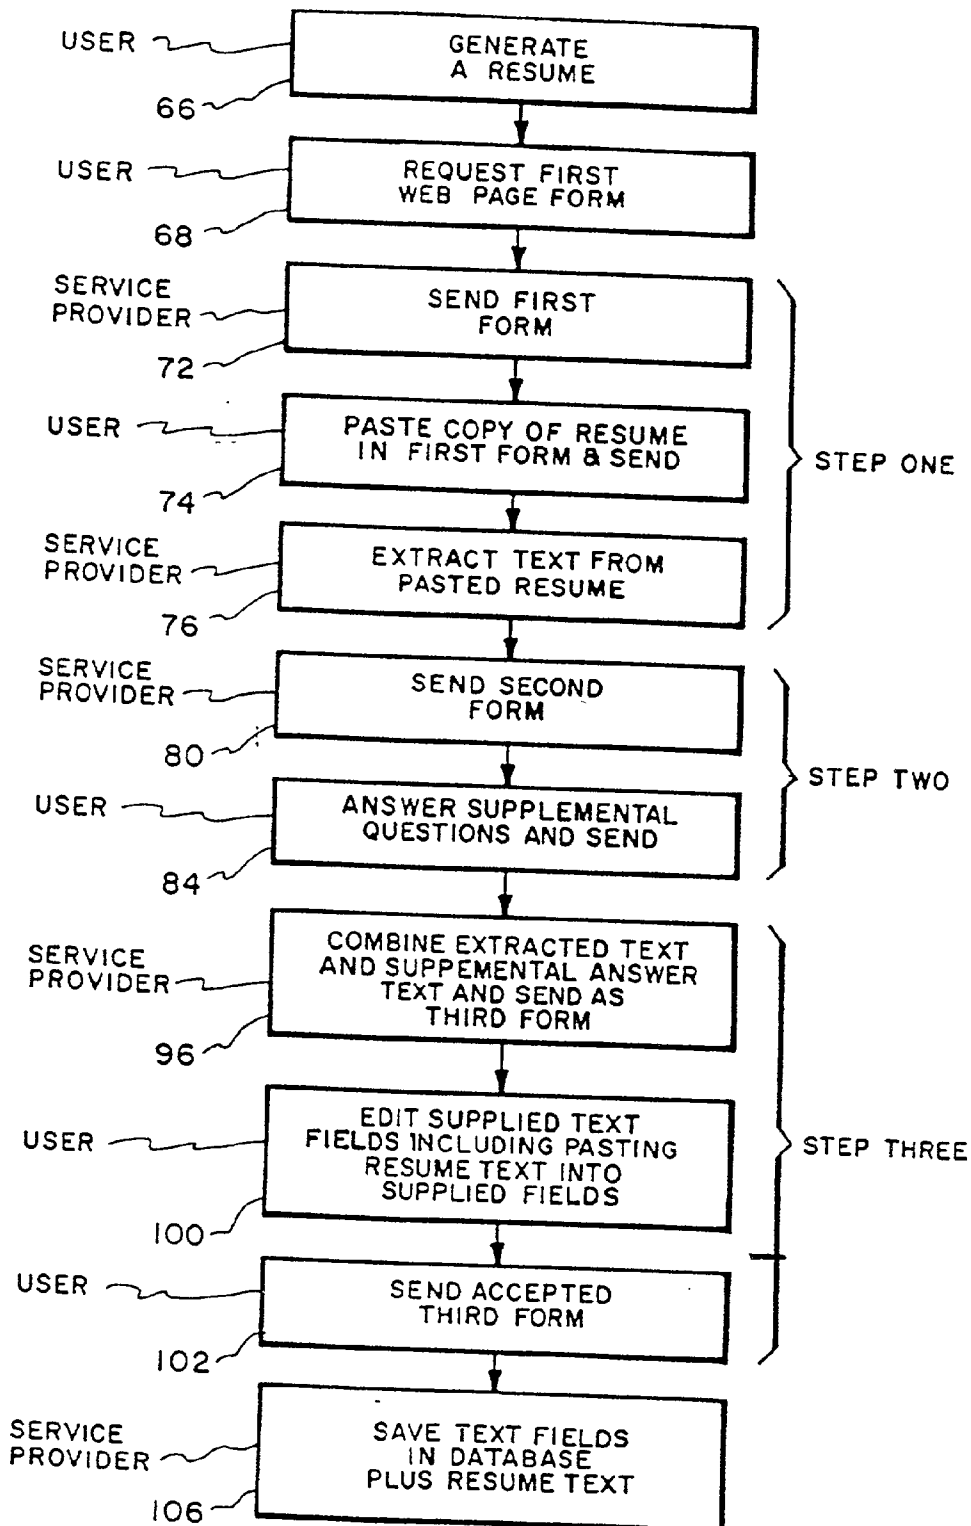 USER
GENERATE
A RESUME
66
USER
REQUEST FIRST
WEB PAGE FORM
68
SERVICE
PROVIDER
SEND FIRST
FORM
72
USER
PASTE COPY OF RESUME
IN FIRST FORM & SEND
74
STEP ONE
SERVICE
PROVIDER
EXTRACT TEXT FROM
PASTED RESUME
76
SERVICE
PROVIDER
SEND SECOND
FORM
80
STEP TWO
USER
ANSWER SUPPLEMENTAL
QUESTIONS AND SEND
84
SERVICE
PROVIDER
COMBINE EXTRACTED TEXT
AND SUPPEMENTAL ANSWER
TEXT AND SEND AS
THIRD FORM
96
USER
EDIT SUPPLIED TEXT
FIELDS INCLUDING PASTING
RESUME TEXT INTO
SUPPLIED FIELDS
100
STEP THREE
USER
SEND ACCEPTED
THIRD FORM
102
SERVICE
PROVIDER
SAVE TEXT FIELDS
IN DATABASE
PLUS RESUME TEXT
106